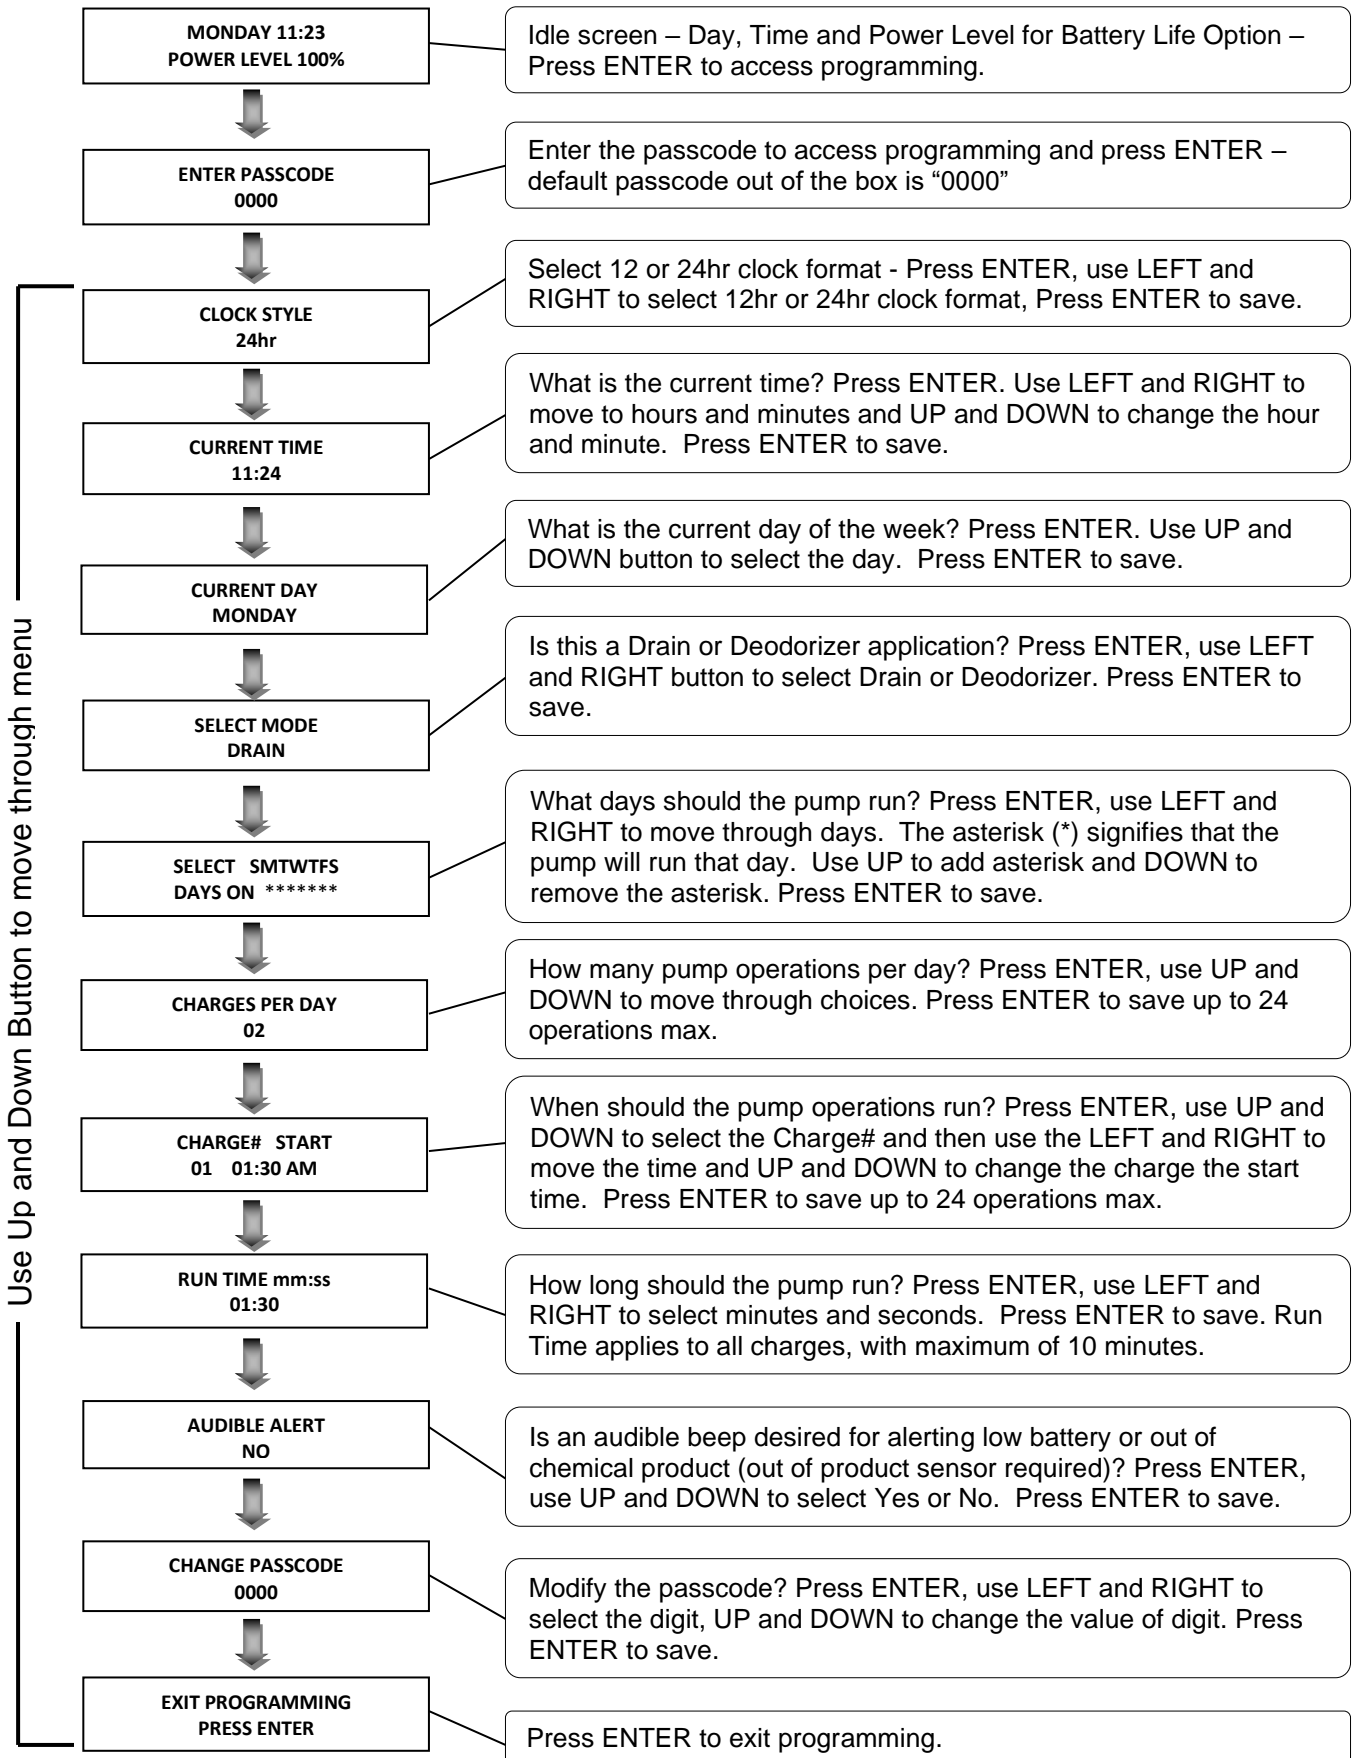 MONDAY 11:23
POWER LEVEL 100%
Idle screen – Day, Time and Power Level for Battery Life Option –
Press ENTER to access programming.
ENTER PASSCODE
0000
Enter the passcode to access programming and press ENTER –
default passcode out of the box is “0000”
Use Up and Down Button to move through menu
CLOCK STYLE
24hr
Select 12 or 24hr clock format - Press ENTER, use LEFT and
RIGHT to select 12hr or 24hr clock format, Press ENTER to save.
CURRENT TIME
11:24
What is the current time? Press ENTER. Use LEFT and RIGHT to
move to hours and minutes and UP and DOWN to change the hour
and minute.  Press ENTER to save.
CURRENT DAY
MONDAY
What is the current day of the week? Press ENTER. Use UP and
DOWN button to select the day.  Press ENTER to save.
SELECT MODE
DRAIN
Is this a Drain or Deodorizer application? Press ENTER, use LEFT
and RIGHT button to select Drain or Deodorizer. Press ENTER to
save.
SELECT   SMTWTFS
DAYS ON *******
What days should the pump run? Press ENTER, use LEFT and
RIGHT to move through days.  The asterisk (*) signifies that the
pump will run that day.  Use UP to add asterisk and DOWN to
remove the asterisk. Press ENTER to save.
CHARGES PER DAY
02
How many pump operations per day? Press ENTER, use UP and
DOWN to move through choices. Press ENTER to save up to 24
operations max.
CHARGE#   START
01    01:30 AM
When should the pump operations run? Press ENTER, use UP and
DOWN to select the Charge# and then use the LEFT and RIGHT to
move the time and UP and DOWN to change the charge the start
time.  Press ENTER to save up to 24 operations max.
RUN TIME mm:ss
01:30
How long should the pump run? Press ENTER, use LEFT and
RIGHT to select minutes and seconds.  Press ENTER to save. Run
Time applies to all charges, with maximum of 10 minutes.
AUDIBLE ALERT
NO
Is an audible beep desired for alerting low battery or out of
chemical product (out of product sensor required)? Press ENTER,
use UP and DOWN to select Yes or No.  Press ENTER to save.
CHANGE PASSCODE
0000
Modify the passcode? Press ENTER, use LEFT and RIGHT to
select the digit, UP and DOWN to change the value of digit. Press
ENTER to save.
EXIT PROGRAMMING
PRESS ENTER
Press ENTER to exit programming.